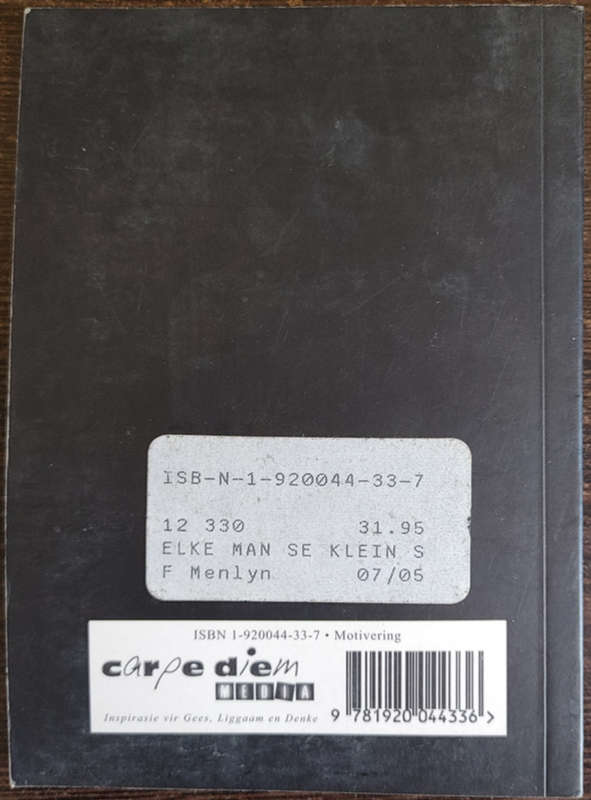 ISB-N-1-920044-33-7
12 330 31.95
ELKE MAN SE KLEIN S
F Menlyn 07/05
ISBN 1-920044-33-7 • Motivering
carpe diem
MEDIA
Inspirasie vir Gees, Liggaam en Denke
9 781920 044336 >